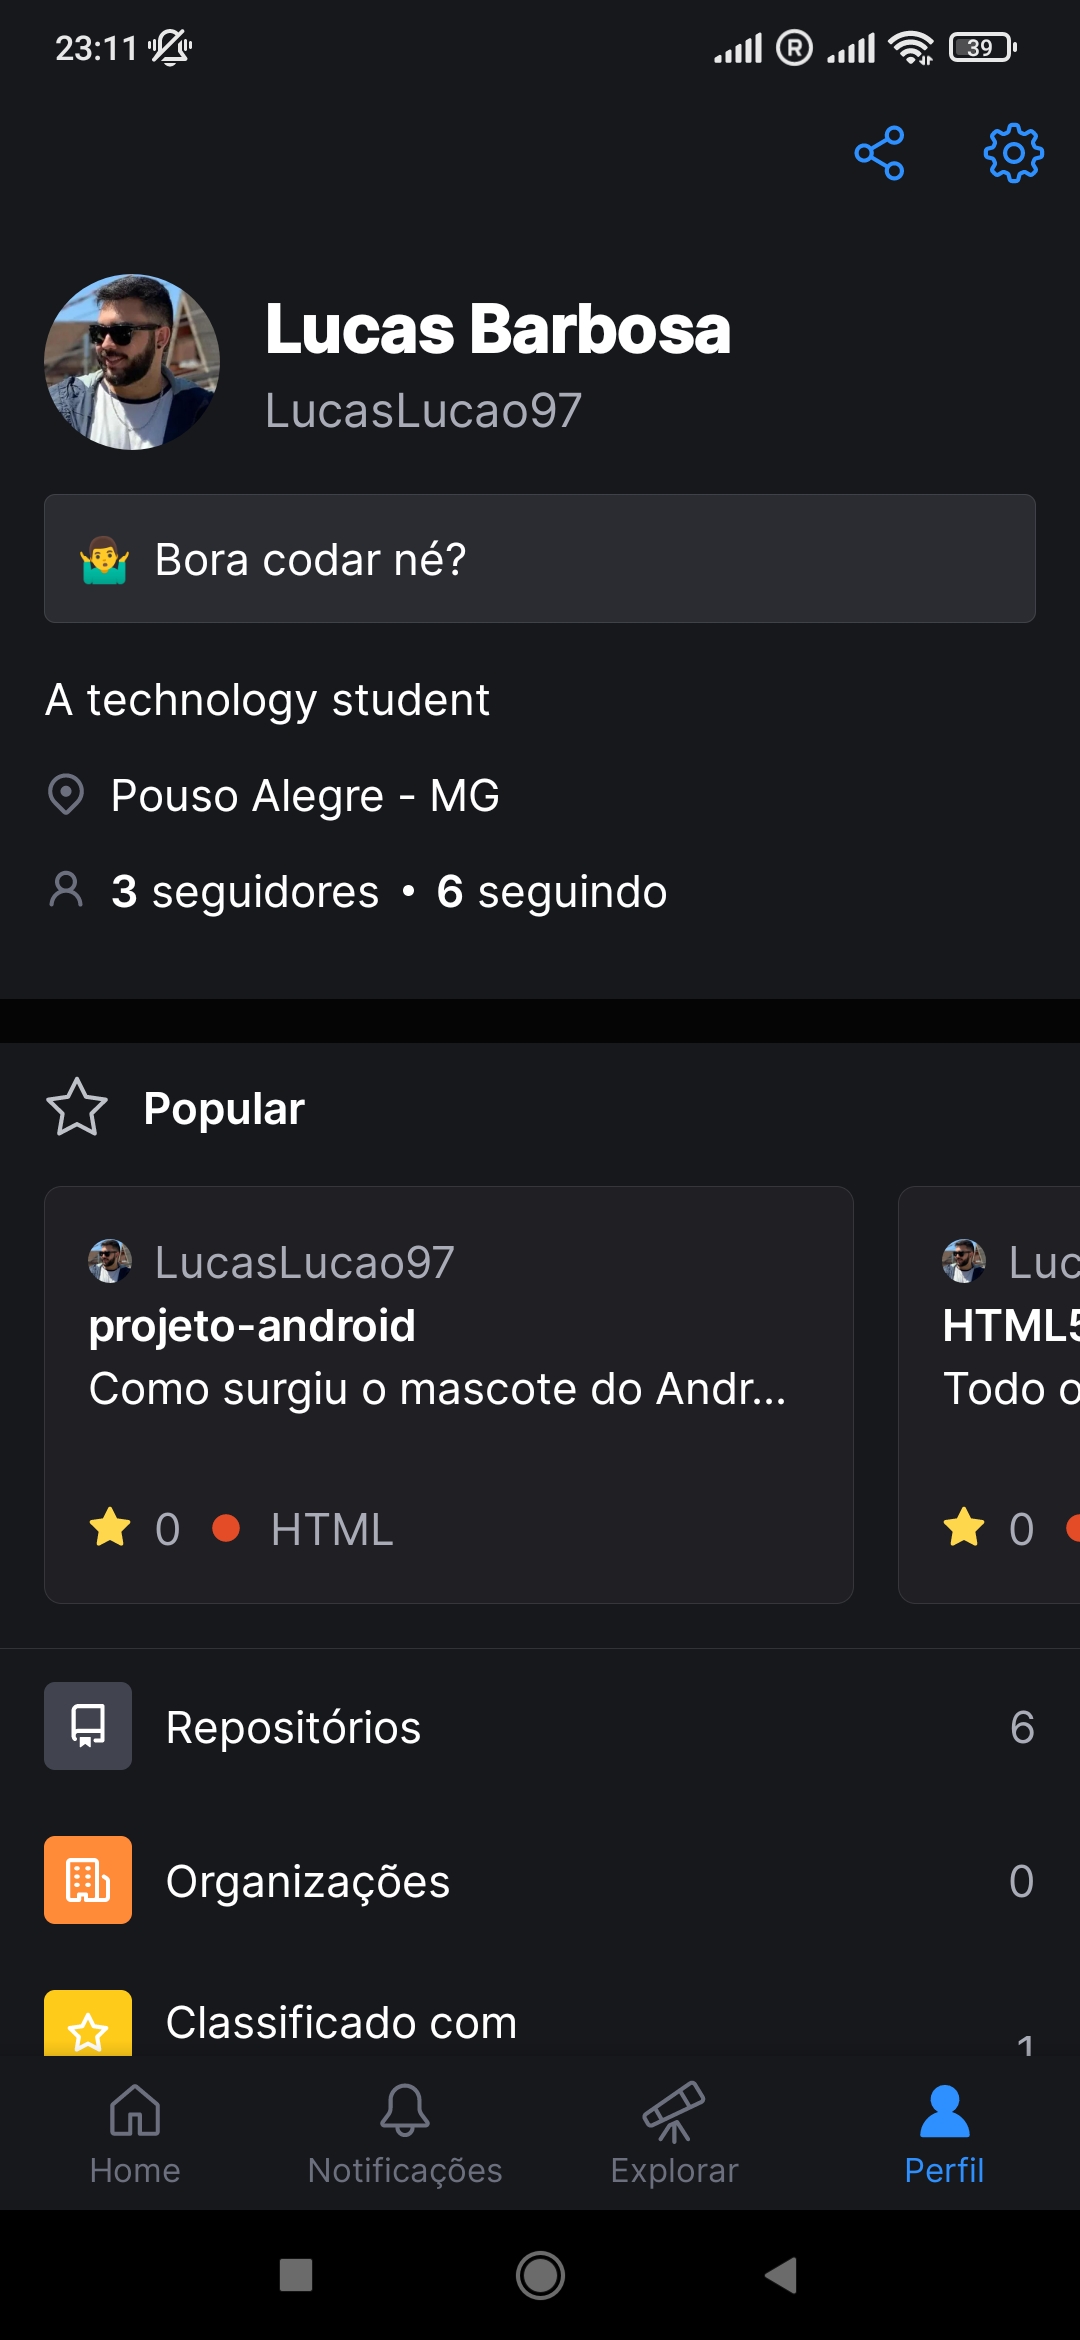 23:11
R
39
Lucas Barbosa
LucasLucao97
Bora codar né?
A technology student
Pouso Alegre - MG
3 seguidores • 6 seguindo
Popular
LucasLucao97
projeto-android
Como surgiu o mascote do Andr...
0 HTML
Luc
HTML5
Todo o
0
Repositórios 6
Organizações 0
Classificado com 1
Home
Notificações
Explorar
Perfil